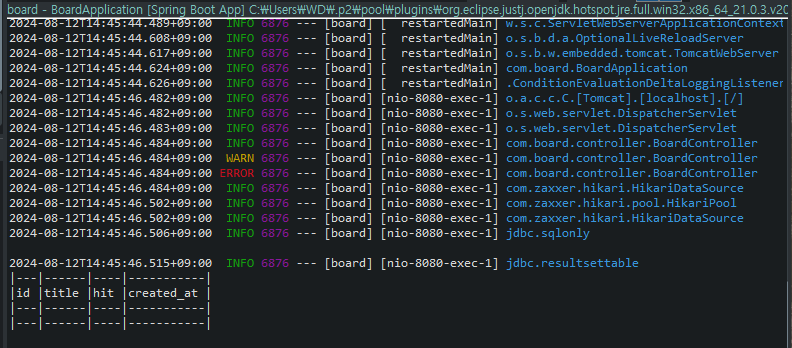 board - BoardApplication [Spring Boot App] C:₩Users₩WD₩.p2₩pool₩plugins₩org.eclipse.justj.openjdk.hotspot.jre.full.win32.x86_64_21.0.3.v20
2024-08-12T14:45:44.489+09:00 INFO 6876 --- [board] [ restartedMain] w.s.c.ServletWebServerApplicationContext
2024-08-12T14:45:44.608+09:00 INFO 6876 --- [board] [ restartedMain] o.s.b.d.a.OptionalLiveReloadServer
2024-08-12T14:45:44.617+09:00 INFO 6876 --- [board] [ restartedMain] o.s.b.w.embedded.tomcat.TomcatWebServer
2024-08-12T14:45:44.624+09:00 INFO 6876 --- [board] [ restartedMain] com.board.BoardApplication
2024-08-12T14:45:44.626+09:00 INFO 6876 --- [board] [ restartedMain] .ConditionEvaluationDeltaLoggingListener
2024-08-12T14:45:46.482+09:00 INFO 6876 --- [board] [nio-8080-exec-1] o.a.c.c.C.[Tomcat].[localhost].[/]
2024-08-12T14:45:46.482+09:00 INFO 6876 --- [board] [nio-8080-exec-1] o.s.web.servlet.DispatcherServlet
2024-08-12T14:45:46.483+09:00 INFO 6876 --- [board] [nio-8080-exec-1] o.s.web.servlet.DispatcherServlet
2024-08-12T14:45:46.484+09:00 INFO 6876 --- [board] [nio-8080-exec-1] com.board.controller.BoardController
2024-08-12T14:45:46.484+09:00 WARN 6876 --- [board] [nio-8080-exec-1] com.board.controller.BoardController
2024-08-12T14:45:46.484+09:00 ERROR 6876 --- [board] [nio-8080-exec-1] com.board.controller.BoardController
2024-08-12T14:45:46.484+09:00 INFO 6876 --- [board] [nio-8080-exec-1] com.zaxxer.hikari.HikariDataSource
2024-08-12T14:45:46.502+09:00 INFO 6876 --- [board] [nio-8080-exec-1] com.zaxxer.hikari.pool.HikariPool
2024-08-12T14:45:46.502+09:00 INFO 6876 --- [board] [nio-8080-exec-1] com.zaxxer.hikari.HikariDataSource
2024-08-12T14:45:46.506+09:00 INFO 6876 --- [board] [nio-8080-exec-1] jdbc.sqlonly
2024-08-12T14:45:46.515+09:00 INFO 6876 --- [board] [nio-8080-exec-1] jdbc.resultsettable
|---|------|----|-----------|
|id |title |hit |created_at |
|---|------|----|-----------|
|---|------|----|-----------|